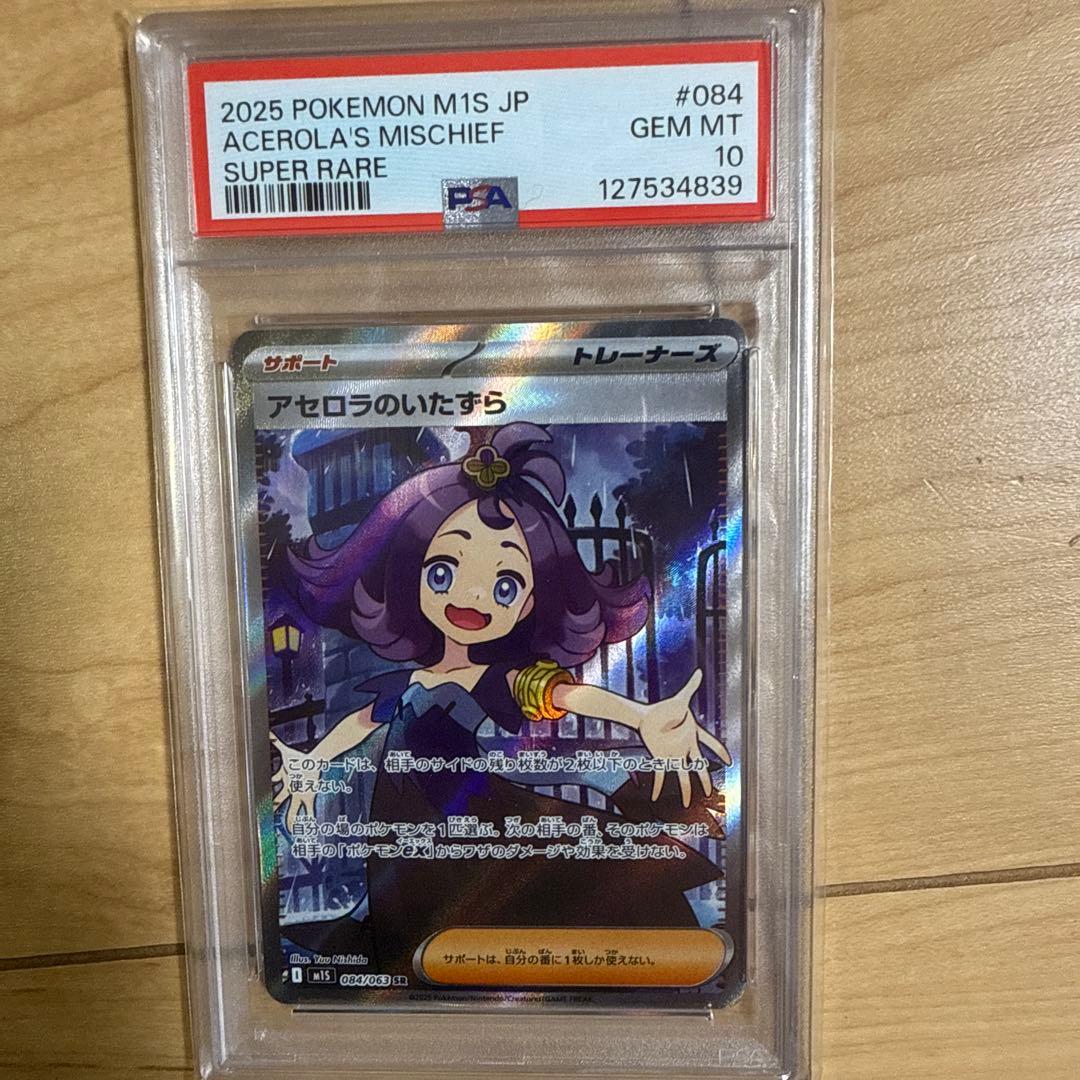 2025 POKEMON M1S JP
#084
ACEROLA'S MISCHIEF
GEM MT
SUPER RARE
10
PSA
127534839
サポート
トレーナーズ
アセロラのいたずら
このカードは、相手のサイドの残り枚数が2枚以下のときにしか
使えない。
自分の場のポケモンを1匹選ぶ。次の相手の番、そのポケモンは
相手の「ポケモンex」からワザのダメージや効果を受けない。
サポートは、自分の番に1枚しか使えない。
Illus. Yuu Nishida
M1S 084/063 SR
©2025 Pokémon/Nintendo/Creatures/GAME FREAK.